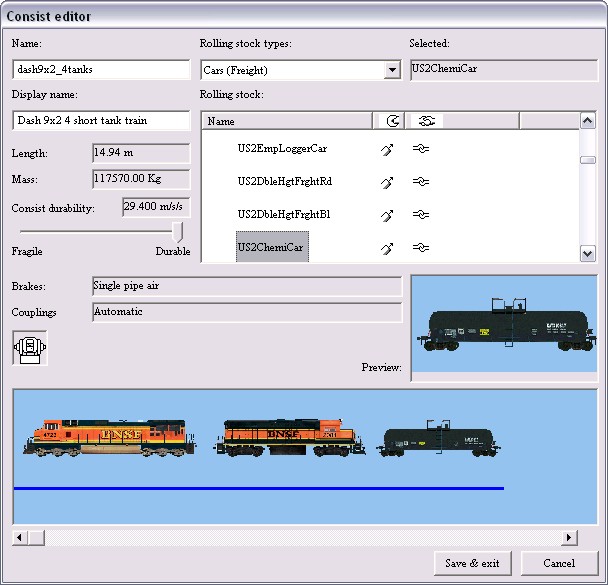 Consist editor
Name:
dash9x2_4tanks
Rolling stock types:
Cars (Freight)
Selected:
US2ChemiCar
Display name:
Dash 9x2 4 short tank train
Rolling stock:
Name
US2EmpLoggerCar
US2DbleHgtFrghtRd
US2DbleHgtFrghtBl
US2ChemiCar
Length:
14.94 m
Mass:
117570.00 Kg
Consist durability:
29.400 m/s/s
Fragile
Durable
Brakes:
Single pipe air
Couplings
Automatic
Preview:
4723
BNSF
BNSF
Save & exit
Cancel